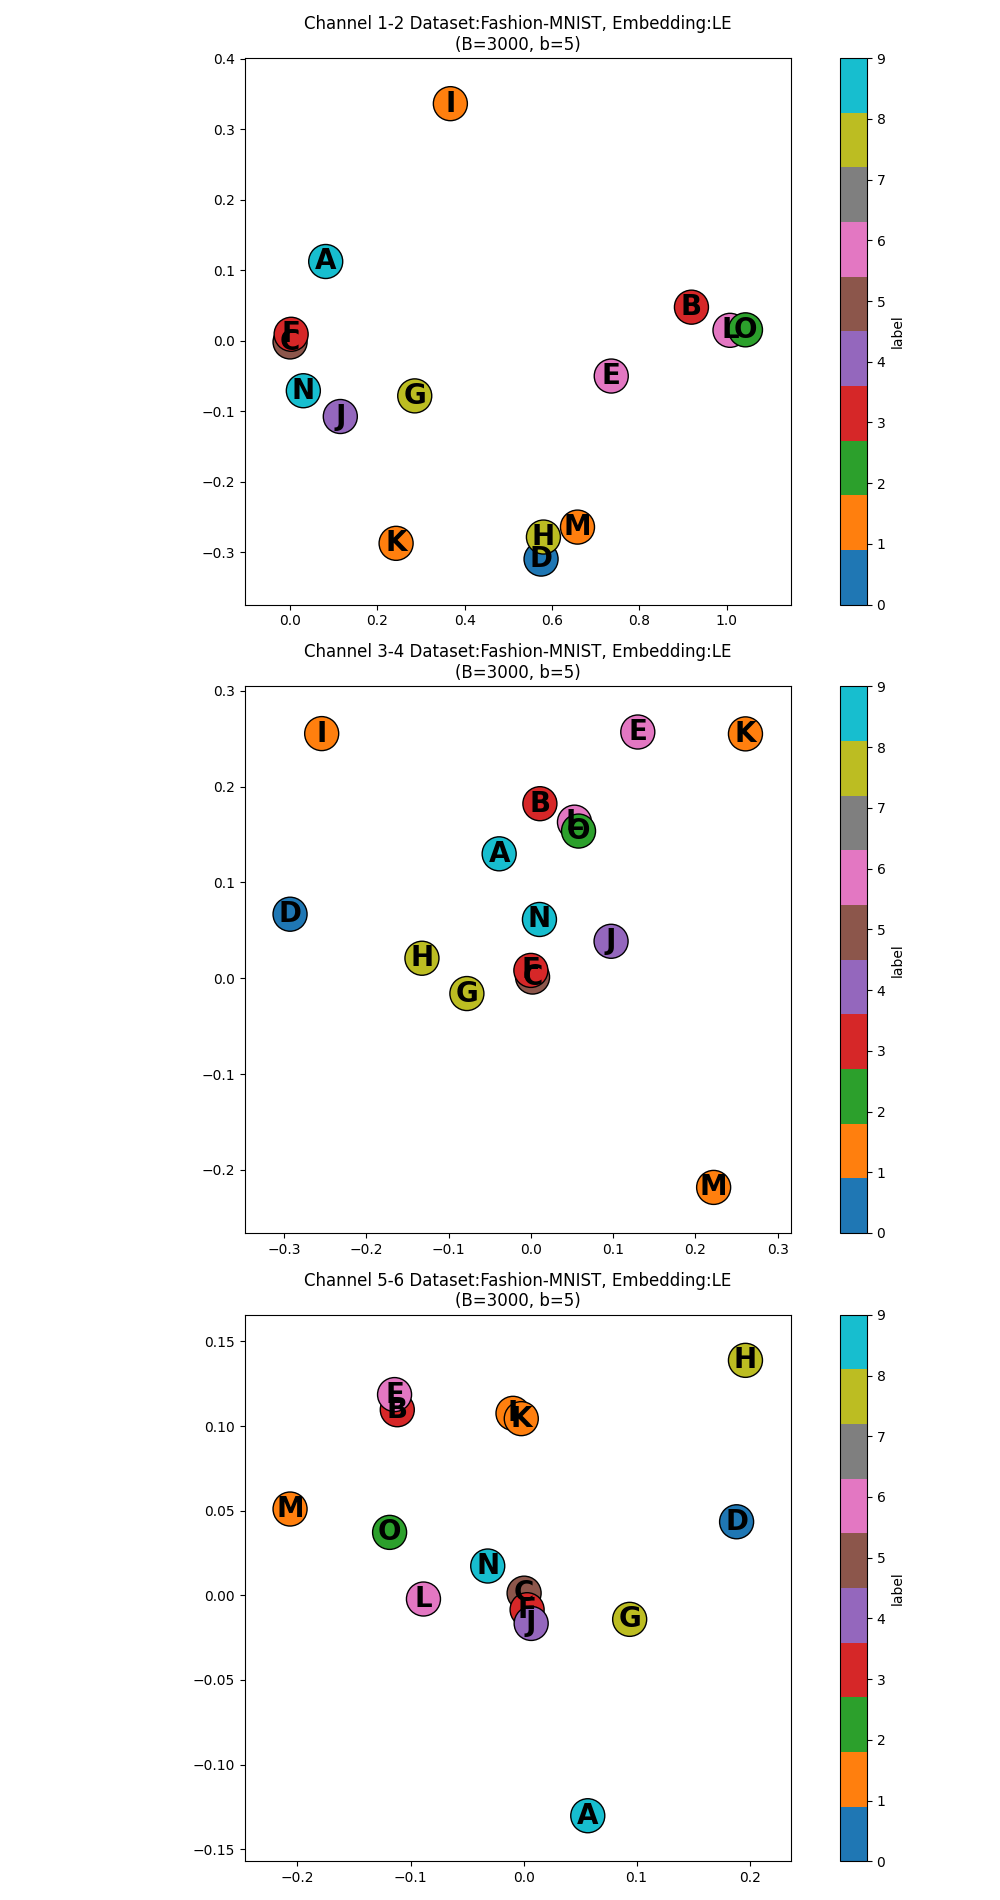 Channel 1-2 Dataset:Fashion-MNIST, Embedding:LE
(B=3000, b=5)
0.4
0.3
0.2
0.1
0.0
−0.1
−0.2
−0.3
0.0 0.2 0.4 0.6 0.8 1.0
I
A
B
F
L O
C
E
N
G
J
M
H
K
D
9
8
7
6
5
4
3
2
1
0
label
Channel 3-4 Dataset:Fashion-MNIST, Embedding:LE
(B=3000, b=5)
0.3
0.2
0.1
0.0
−0.1
−0.2
−0.3 −0.2 −0.1 0.0 0.1 0.2 0.3
I
E
K
B
L
O
A
D
N
J
H
F
C
G
M
9
8
7
6
5
4
3
2
1
0
label
Channel 5-6 Dataset:Fashion-MNIST, Embedding:LE
(B=3000, b=5)
0.15
0.10
0.05
0.00
−0.05
−0.10
−0.15
−0.2 −0.1 0.0 0.1 0.2
H
E
B
I
K
M
D
O
N
C
L
F
G
J
A
9
8
7
6
5
4
3
2
1
0
label